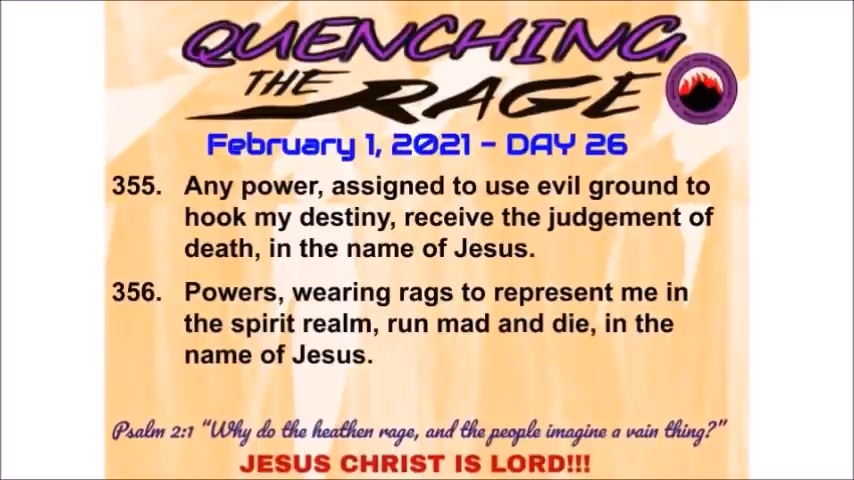 QUENCHING
THE RAGE
February 1, 2021 – DAY 26
355. Any power, assigned to use evil ground to
hook my destiny, receive the judgement of
death, in the name of Jesus.
356. Powers, wearing rags to represent me in
the spirit realm, run mad and die, in the
name of Jesus.
Psalm 2:1 “Why do the heathen rage, and the people imagine a vain thing?”
JESUS CHRIST IS LORD!!!